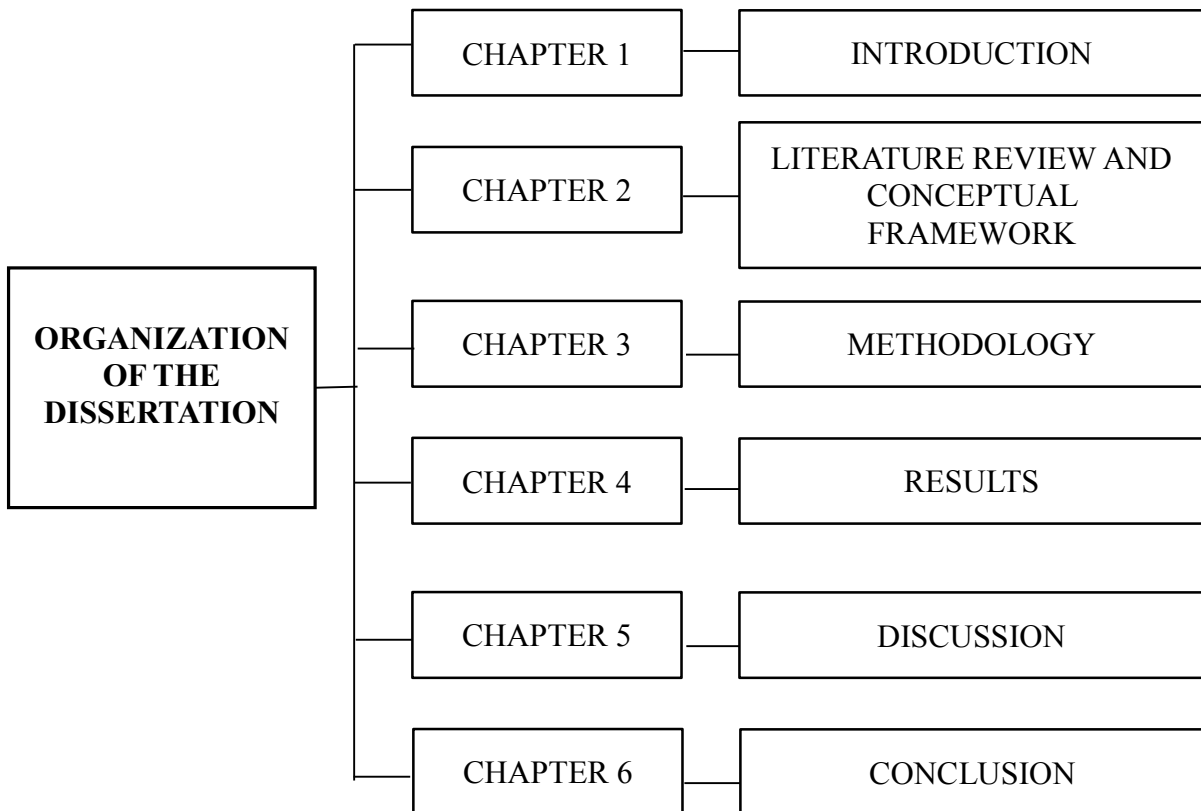 CHAPTER 1
INTRODUCTION
CHAPTER 2
LITERATURE REVIEW AND
CONCEPTUAL
FRAMEWORK
ORGANIZATION
OF THE
DISSERTATION
CHAPTER 3
METHODOLOGY
CHAPTER 4
RESULTS
CHAPTER 5
DISCUSSION
CHAPTER 6
CONCLUSION